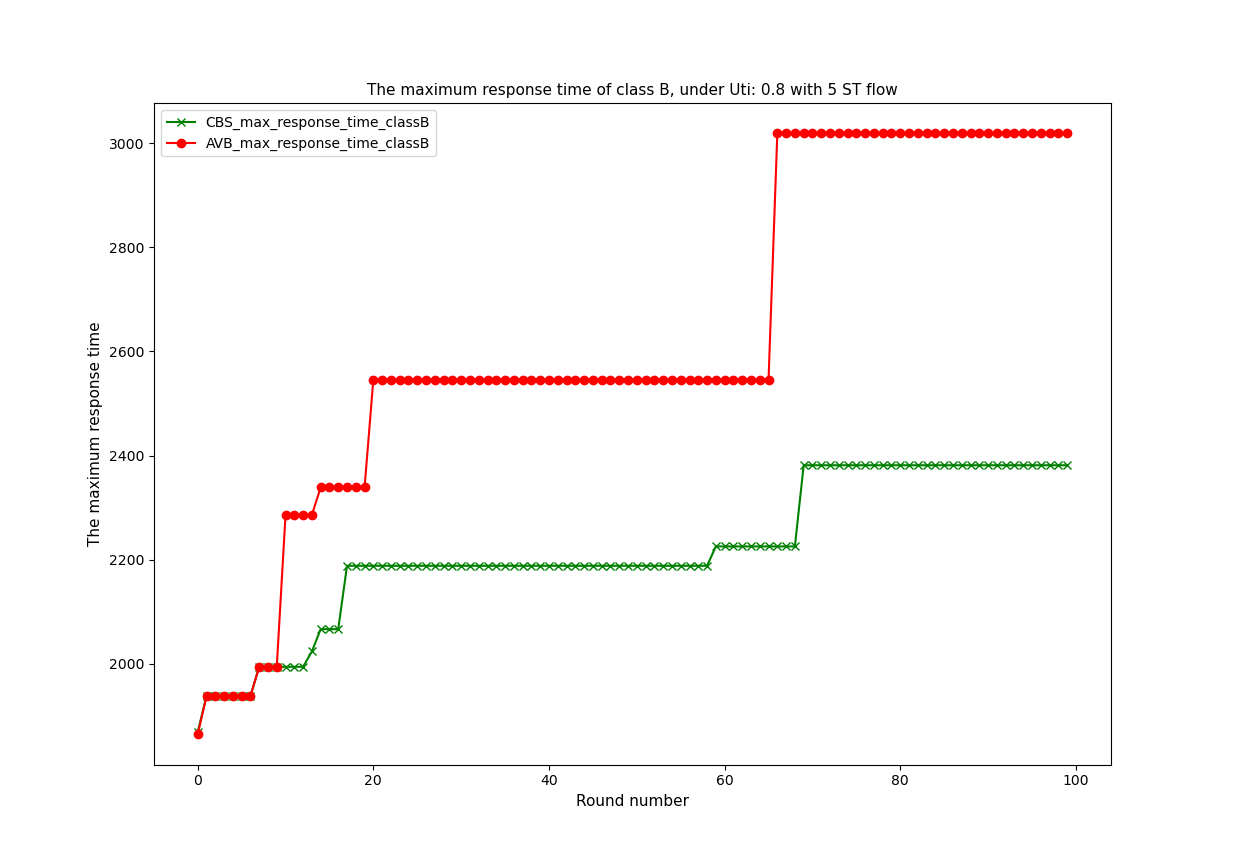 The maximum response time of class B, under Uti: 0.8 with 5 ST flow
CBS_max_response_time_classB
AVB_max_response_time_classB
The maximum response time
3000
2800
2600
2400
2200
2000
0
20
40
60
80
100
Round number